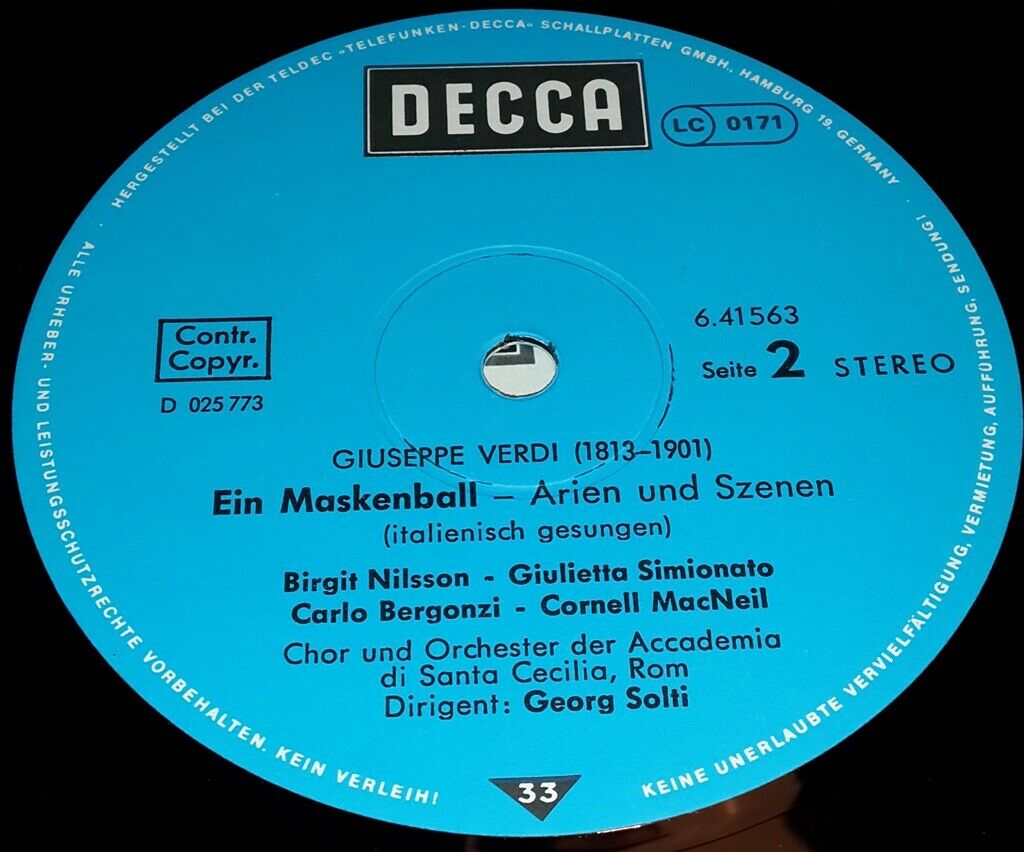 HERGESTELLT BEI DER TELDEC »TELEFUNKEN-DECCA« SCHALLPLATTEN GMBH., HAMBURG 19, GERMANY
DECCA
LC 0171
Contr.
Copyr.
D 025 773
6.41563
Seite 2 STEREO
GIUSEPPE VERDI (1813–1901)
Ein Maskenball – Arien und Szenen
(italienisch gesungen)
Birgit Nilsson - Giulietta Simionato
Carlo Bergonzi - Cornell MacNeil
Chor und Orchester der Accademia
di Santa Cecilia, Rom
Dirigent: Georg Solti
33
· ALLE URHEBER- UND LEISTUNGSSCHUTZRECHTE VORBEHALTEN. KEIN VERLEIH!
KEINE UNERLAUBTE VERVIELFÄLTIGUNG, VERMIETUNG, AUFFÜHRUNG, SENDUNG! ·